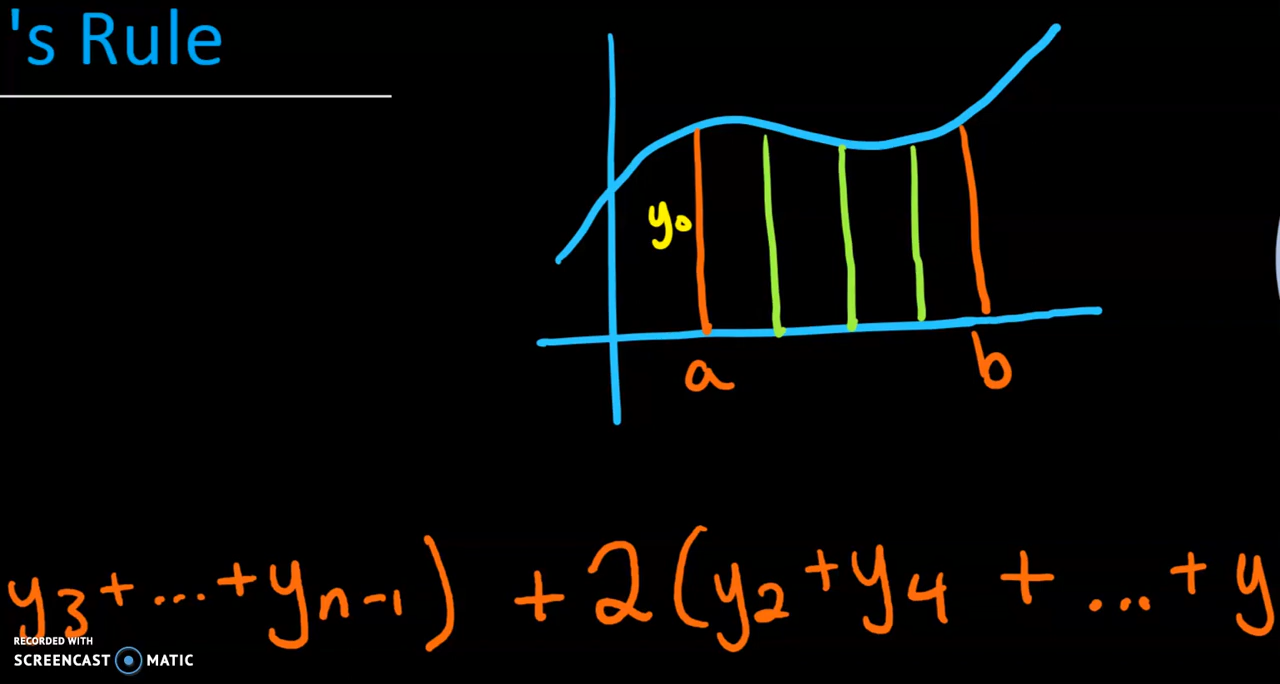 's Rule
y₀
a b
y₃ + ... + yₙ₋₁) + 2(y₂ + y₄ + ... + y
RECORDED WITH
SCREENCAST MATIC